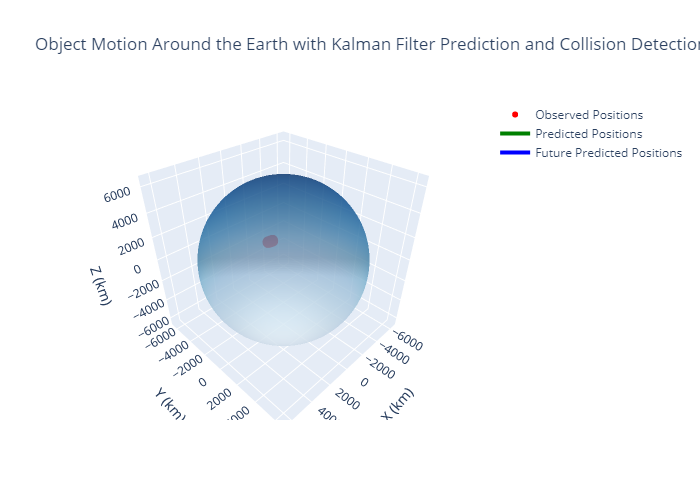 Object Motion Around the Earth with Kalman Filter Prediction and Collision Detection
Observed Positions
Predicted Positions
Future Predicted Positions
6000
4000
2000
0
−2000
−4000
−6000
Z (km)
−6000
−4000
−2000
0
2000
Y (km)
−6000
−4000
−2000
0
2000
X (km)